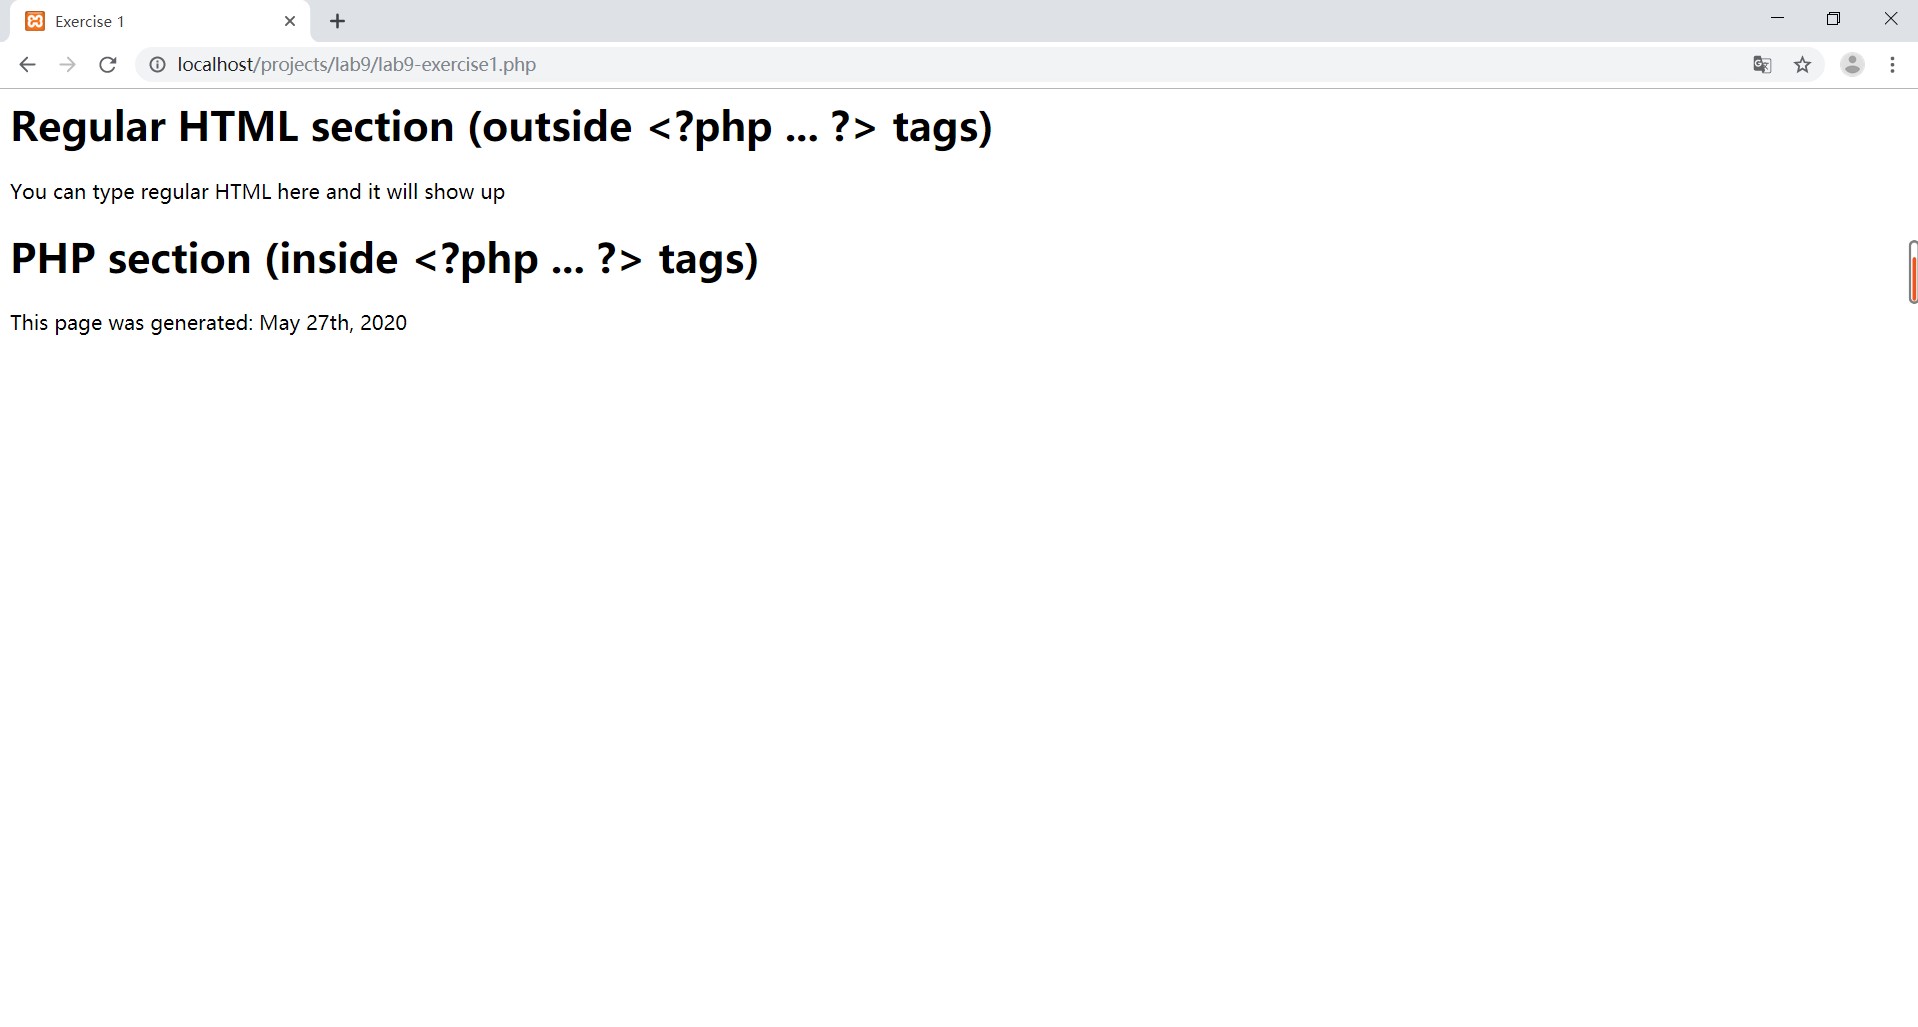 Exercise 1
localhost/projects/lab9/lab9-exercise1.php
Regular HTML section (outside <?php ... ?> tags)
You can type regular HTML here and it will show up
PHP section (inside <?php ... ?> tags)
This page was generated: May 27th, 2020